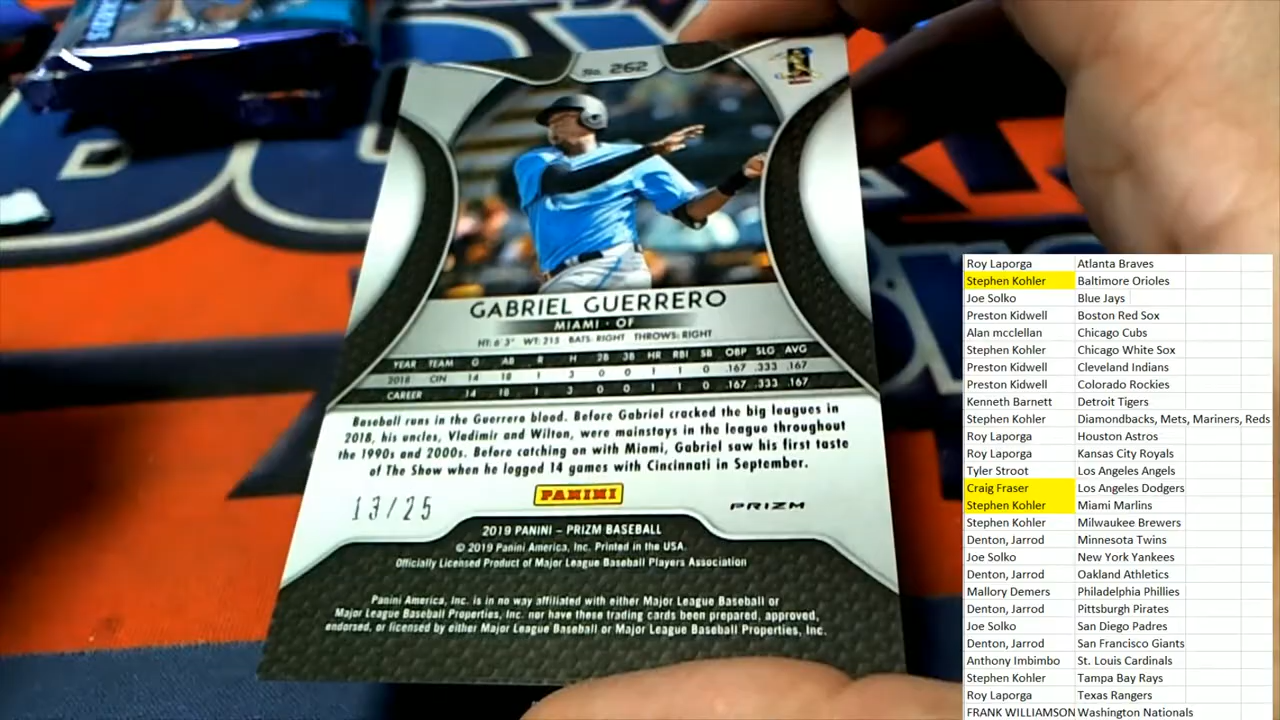 No. 262
GABRIEL GUERRERO
MIAMI • OF
HT: 6'3" WT: 215 BATS: RIGHT THROWS: RIGHT
YEAR TEAM G AB R H 2B 3B HR RBI SB OBP SLG AVG
2018 CIN 14 18 1 3 0 0 1 1 0 .167 .333 .167
CAREER 14 18 1 3 0 0 1 1 0 .167 .333 .167
Baseball runs in the Guerrero blood. Before Gabriel cracked the big leagues in
2018, his uncles, Vladimir and Wilton, were mainstays in the league throughout
the 1990s and 2000s. Before catching on with Miami, Gabriel saw his first taste
of The Show when he logged 14 games with Cincinnati in September.
PANINI
13/25
PRIZM
2019 PANINI – PRIZM BASEBALL
© 2019 Panini America, Inc. Printed in the USA.
Officially Licensed Product of Major League Baseball Players Association
Panini America, Inc. is in no way affiliated with either Major League Baseball or
Major League Baseball Properties, Inc. nor have these trading cards been prepared, approved,
endorsed, or licensed by either Major League Baseball or Major League Baseball Properties, Inc.
Roy Laporga Atlanta Braves
Stephen Kohler Baltimore Orioles
Joe Solko Blue Jays
Preston Kidwell Boston Red Sox
Alan mcclellan Chicago Cubs
Stephen Kohler Chicago White Sox
Preston Kidwell Cleveland Indians
Preston Kidwell Colorado Rockies
Kenneth Barnett Detroit Tigers
Stephen Kohler Diamondbacks, Mets, Mariners, Reds
Roy Laporga Houston Astros
Roy Laporga Kansas City Royals
Tyler Stroot Los Angeles Angels
Craig Fraser Los Angeles Dodgers
Stephen Kohler Miami Marlins
Stephen Kohler Milwaukee Brewers
Denton, Jarrod Minnesota Twins
Joe Solko New York Yankees
Denton, Jarrod Oakland Athletics
Mallory Demers Philadelphia Phillies
Denton, Jarrod Pittsburgh Pirates
Joe Solko San Diego Padres
Denton, Jarrod San Francisco Giants
Anthony Imbimbo St. Louis Cardinals
Stephen Kohler Tampa Bay Rays
Roy Laporga Texas Rangers
FRANK WILLIAMSON Washington Nationals